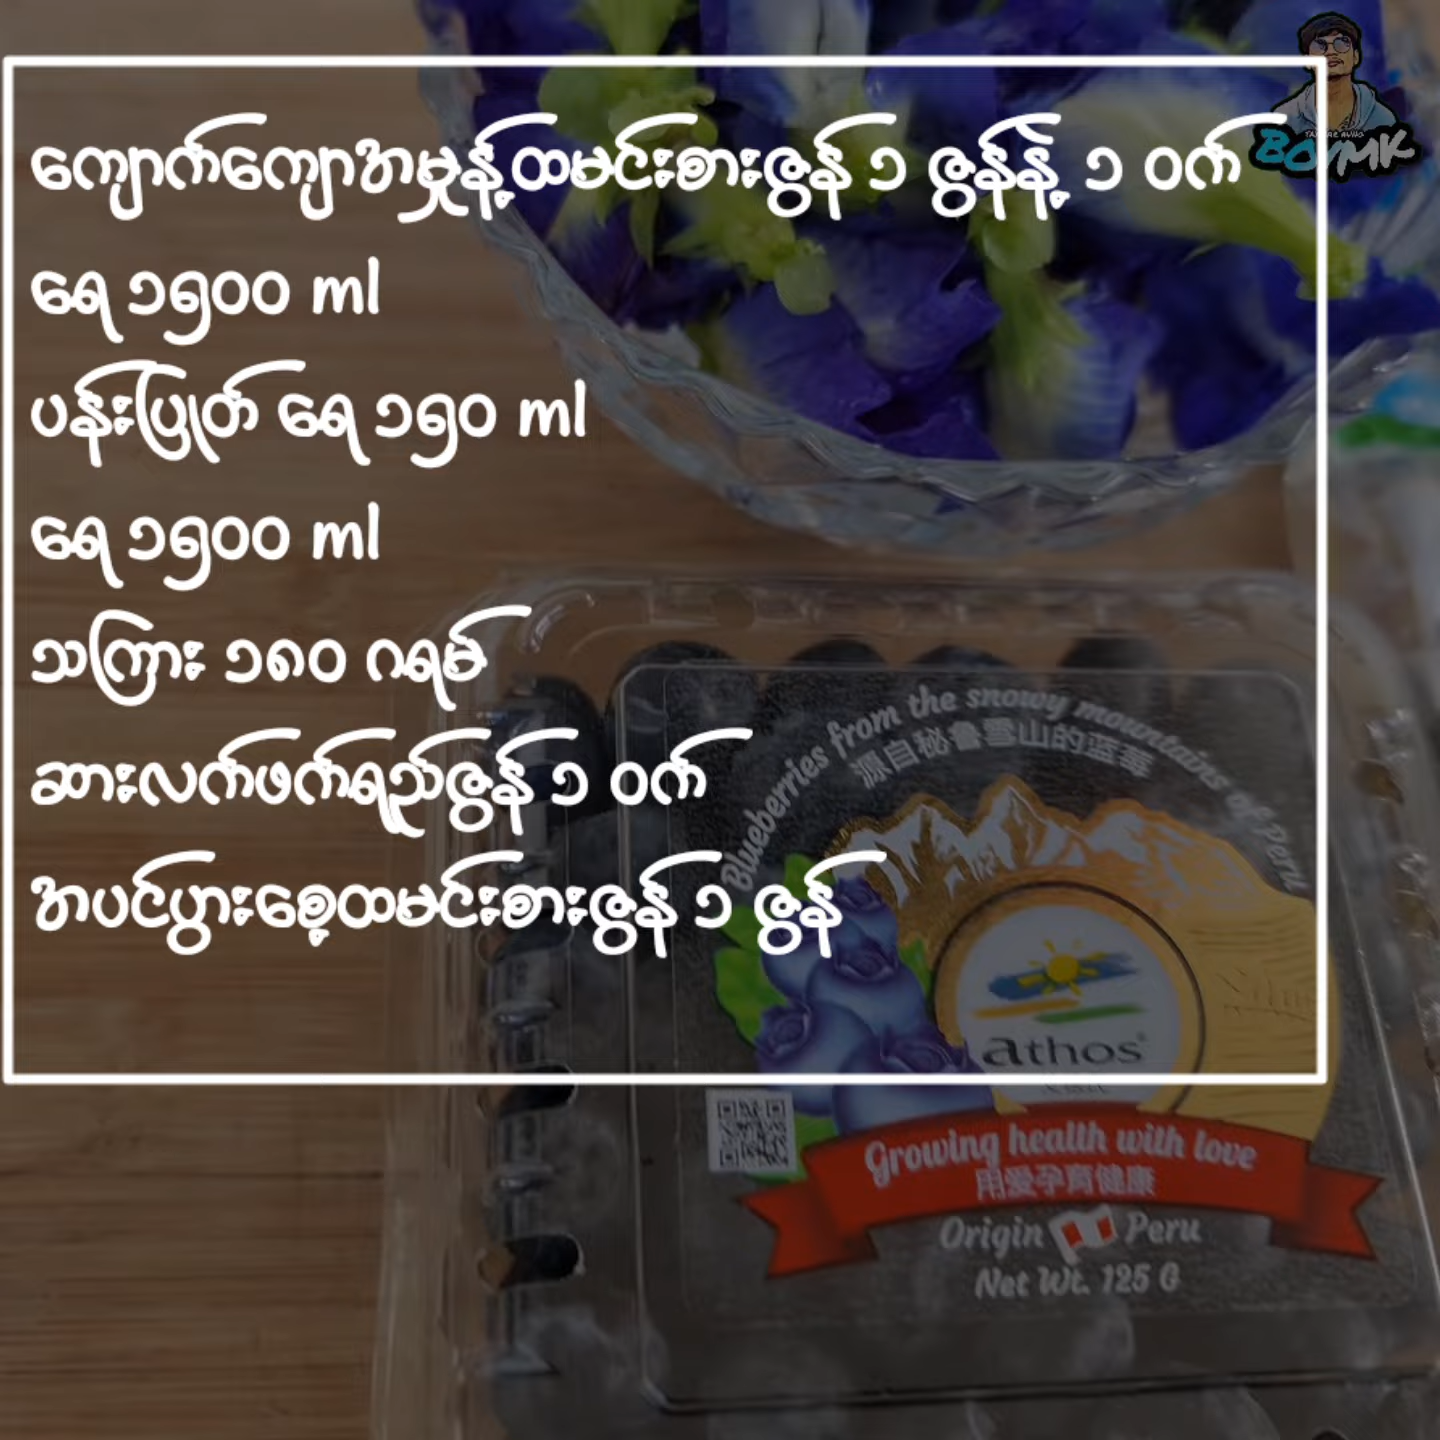 ကျောက်ကျောအမှုန့်ထမင်းစားဇွန် ၁ ဇွန်နဲ့ ၁ ဝက်
ရေ ၁၅၀၀ ml
ပန်းပြုတ် ရေ ၁၅၀ ml
ရေ ၁၅၀၀ ml
သကြား ၁၈၀ ဂရမ်
ဆားလက်ဖက်ရည်ဇွန် ၁ ဝက်
အပင်ပွားစေ့ထမင်းစားဇွန် ၁ ဇွန်
BOYMK
Blueberries from the snowy mountains of Peru
源自秘鲁雪山的蓝莓
athos
Growing health with love
用爱孕育健康
Origin Peru
Net Wt. 125 G